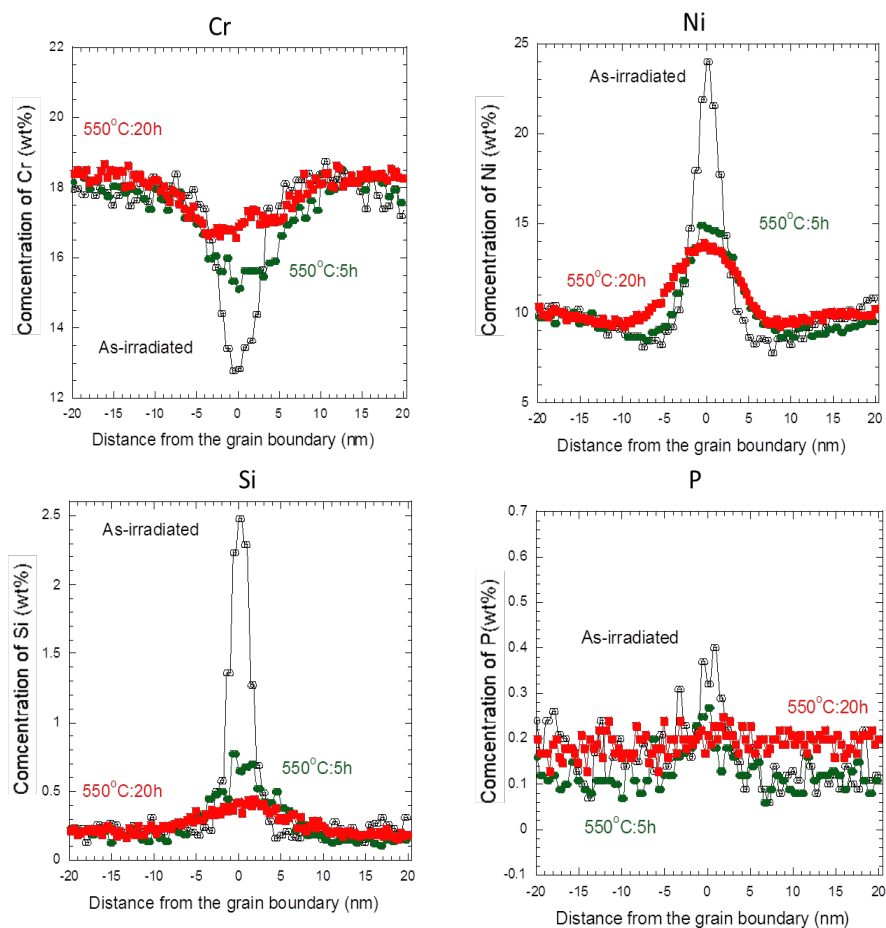 Cr
Comcentration of Cr (wt%)
22
20
18
16
14
12
550°C:20h
550°C:5h
As-irradiated
-20 -15 -10 -5 0 5 10 15 20
Distance from the grain boundary (nm)
Ni
Comcentration of Ni (wt%)
25
20
15
10
5
As-irradiated
550°C:5h
550°C:20h
-20 -15 -10 -5 0 5 10 15 20
Distance from the grain boundary (nm)
Si
Comcentration of Si (wt%)
2.5
2
1.5
1
0.5
0
As-irradiated
550°C:5h
550°C:20h
-20 -15 -10 -5 0 5 10 15 20
Distance from the grain boundary (nm)
P
Comcentration of P(wt%)
0.7
0.6
0.5
0.4
0.3
0.2
0.1
0
-0.1
As-irradiated
550°C:20h
550°C:5h
-20 -15 -10 -5 0 5 10 15 20
Distance from the grain boundary (nm)